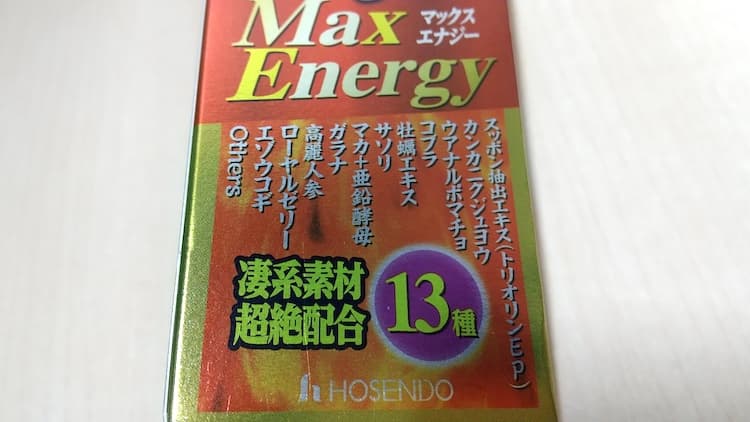 Max
Energy
マックス
エナジー
スッポン抽出エキス(トリオリンEP)
カンカニクジュヨウ
ウアナルポマチョ
コブラ
牡蠣エキス
サソリ
マカ+亜鉛酵母
ガラナ
高麗人参
ローヤルゼリー
エゾウコギ
Others
凄系素材
超絶配合
13種
HOSENDO